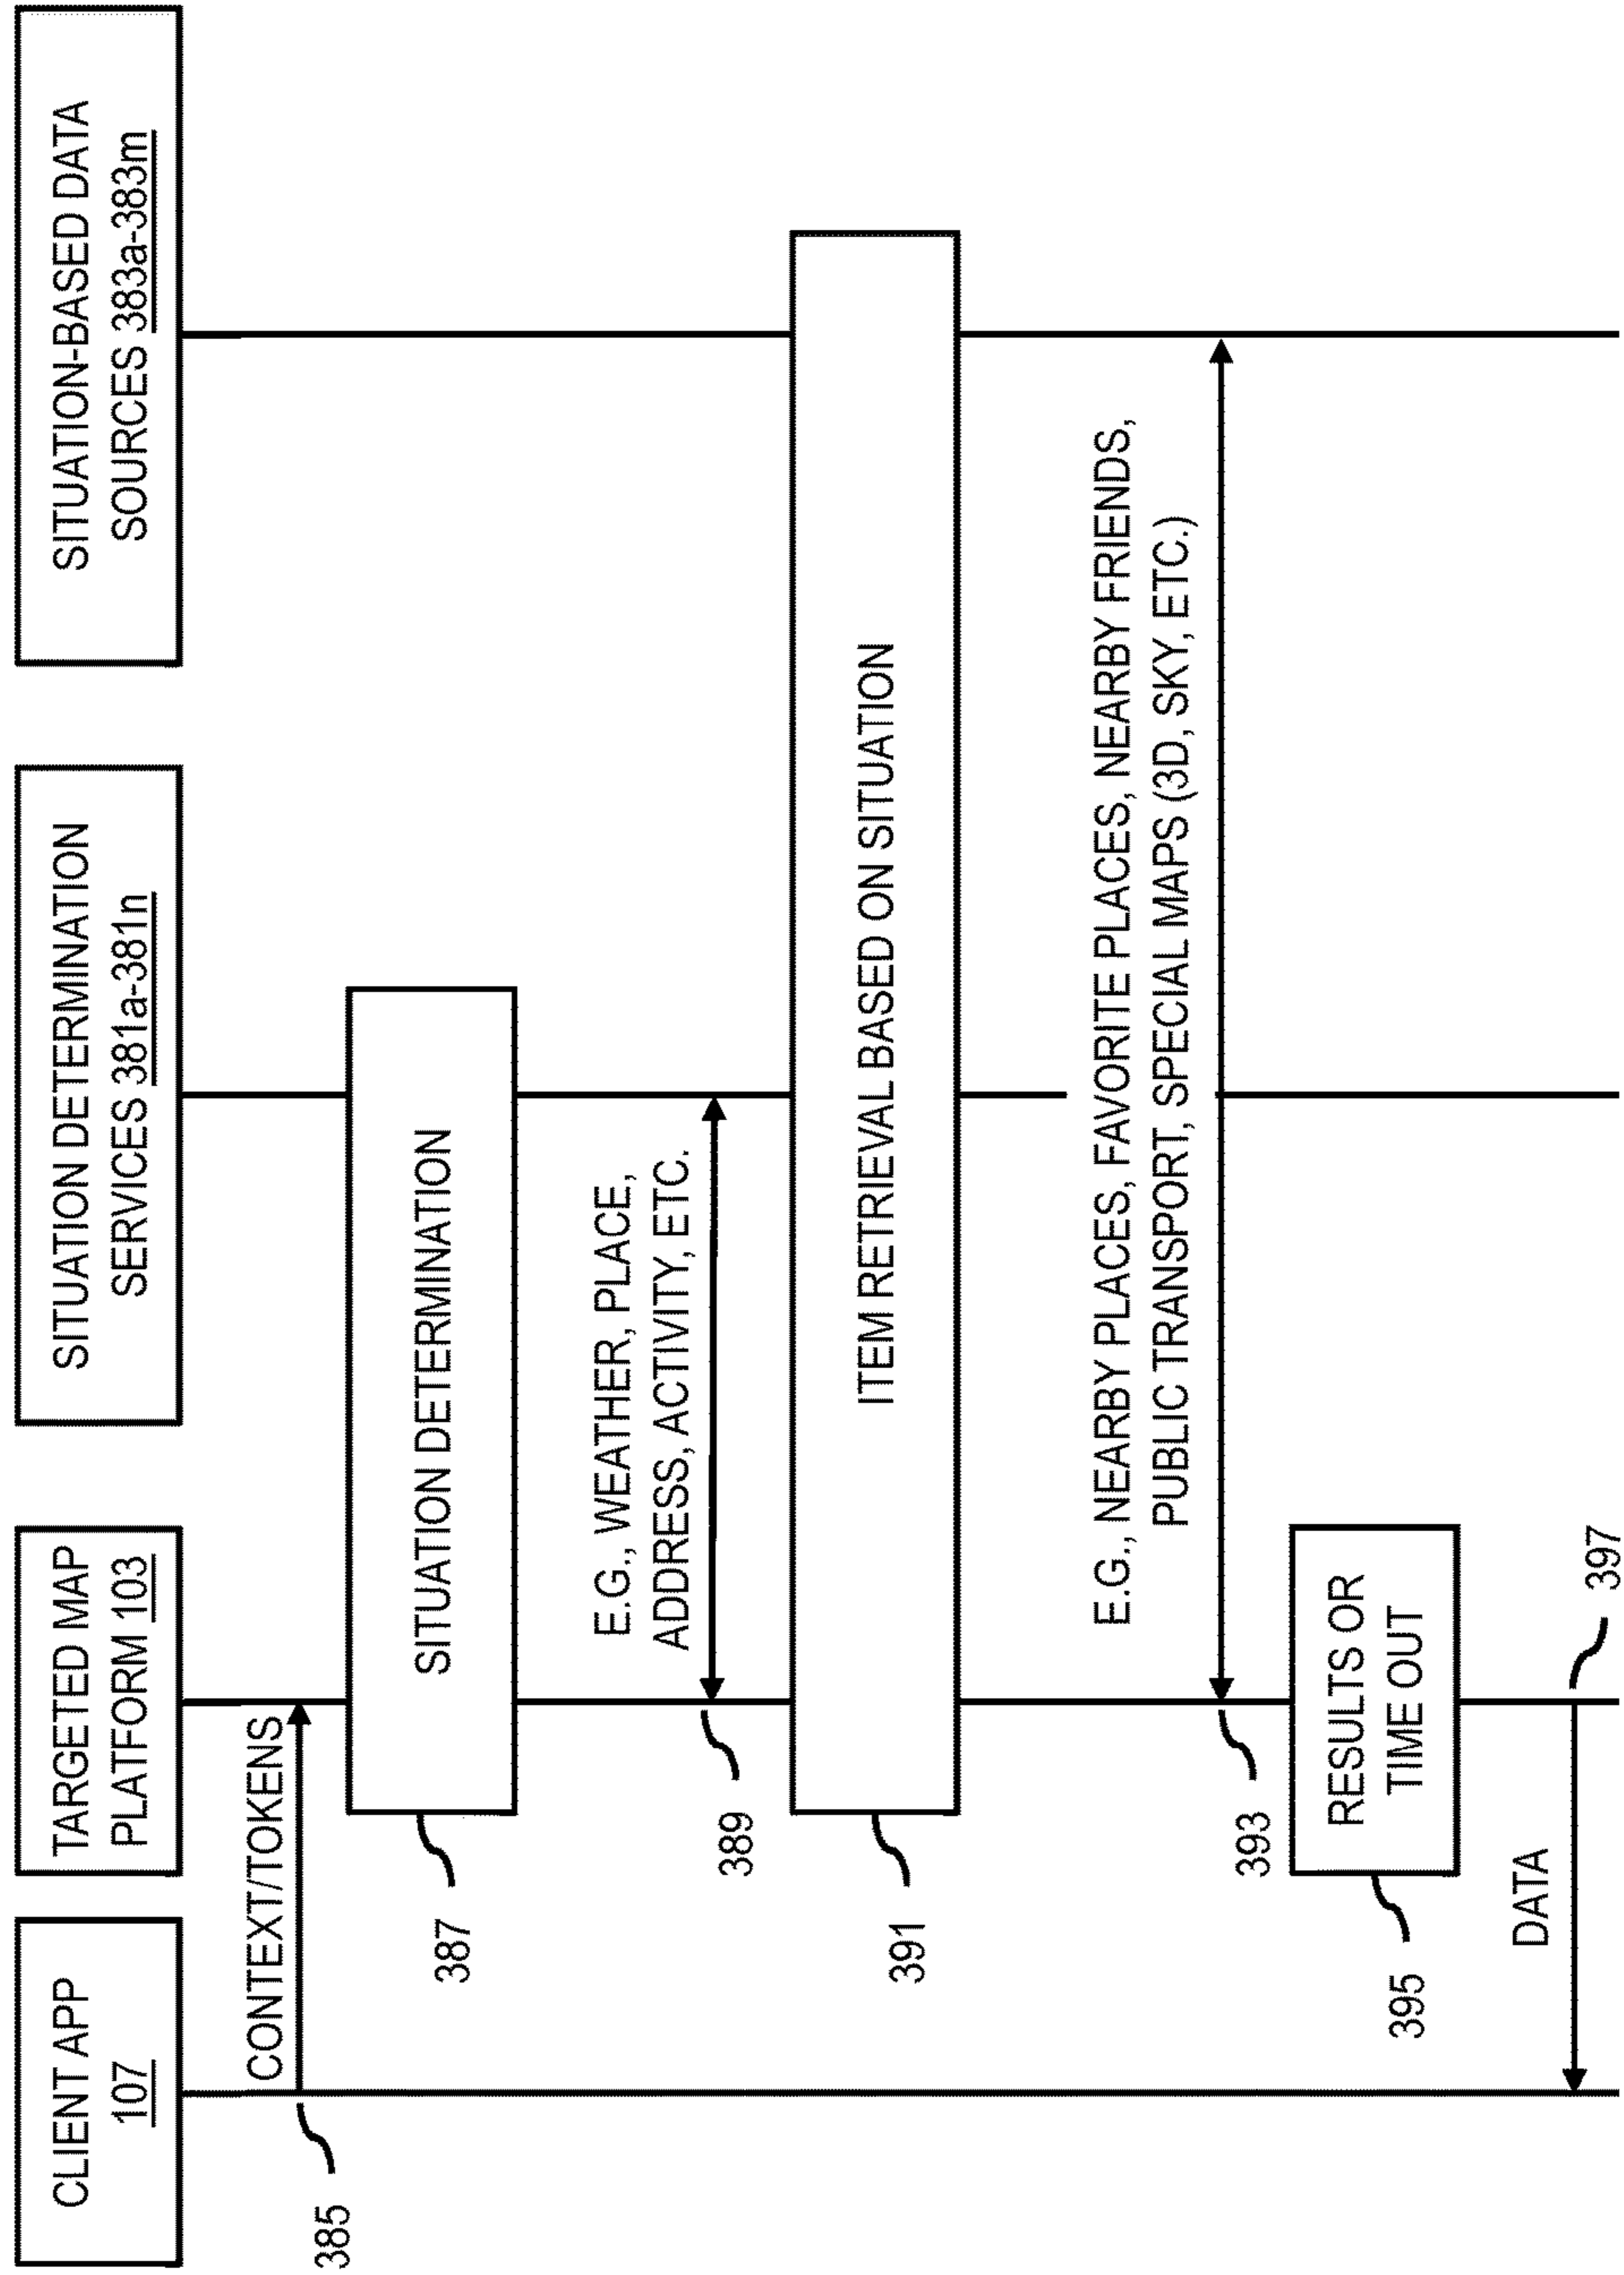 CLIENT APP
107
TARGETED MAP
PLATFORM 103
SITUATION DETERMINATION
SERVICES 381a-381n
SITUATION-BASED DATA
SOURCES 383a-383m
CONTEXT/TOKENS
385
SITUATION DETERMINATION
387
E.G., WEATHER, PLACE,
ADDRESS, ACTIVITY, ETC.
389
ITEM RETRIEVAL BASED ON SITUATION
391
E.G., NEARBY PLACES, FAVORITE PLACES, NEARBY FRIENDS,
PUBLIC TRANSPORT, SPECIAL MAPS (3D, SKY, ETC.)
393
RESULTS OR
TIME OUT
395
DATA
397